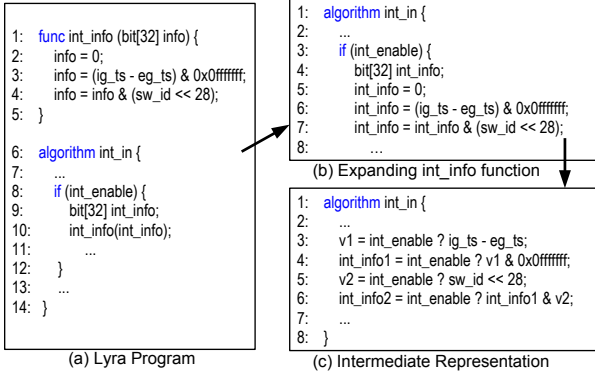 1: func int_info (bit[32] info) {
2: info = 0;
3: info = (ig_ts - eg_ts) & 0x0fffffff;
4: info = info & (sw_id << 28);
5: }
6: algorithm int_in {
7: ...
8: if (int_enable) {
9: bit[32] int_info;
10: int_info(int_info);
11: ...
12: }
13: ...
14: }
(a) Lyra Program
1: algorithm int_in {
2: ...
3: if (int_enable) {
4: bit[32] int_info;
5: int_info = 0;
6: int_info = (ig_ts - eg_ts) & 0x0fffffff;
7: int_info = int_info & (sw_id << 28);
8: ...
(b) Expanding int_info function
1: algorithm int_in {
2: ...
3: v1 = int_enable ? ig_ts - eg_ts;
4: int_info1 = int_enable ? v1 & 0x0fffffff;
5: v2 = int_enable ? sw_id << 28;
6: int_info2 = int_enable ? int_info1 & v2;
7: ...
8: }
(c) Intermediate Representation